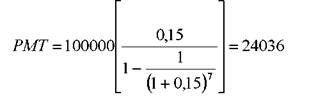 PMT = 100000 [ 0,15 / ( 1 − 1 / (1 + 0,15)^7 ) ] = 24036